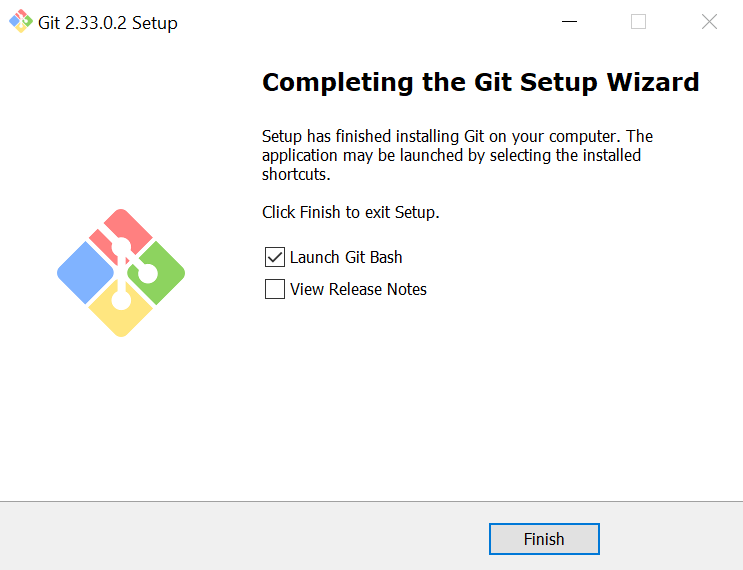 Git 2.33.0.2 Setup
Completing the Git Setup Wizard
Setup has finished installing Git on your computer. The
application may be launched by selecting the installed
shortcuts.
Click Finish to exit Setup.
Launch Git Bash
View Release Notes
Finish